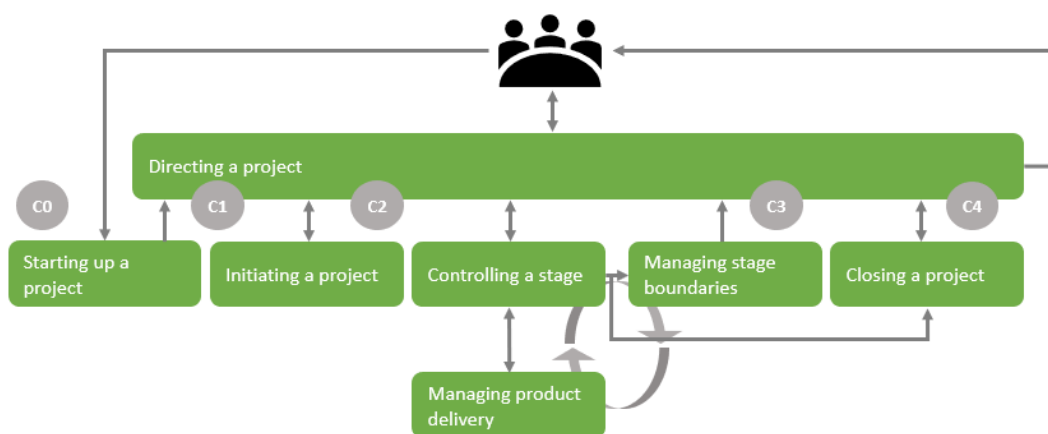 Directing a project
C0
C1
C2
C3
C4
Starting up a
project
Initiating a project
Controlling a stage
Managing stage
boundaries
Closing a project
Managing product
delivery